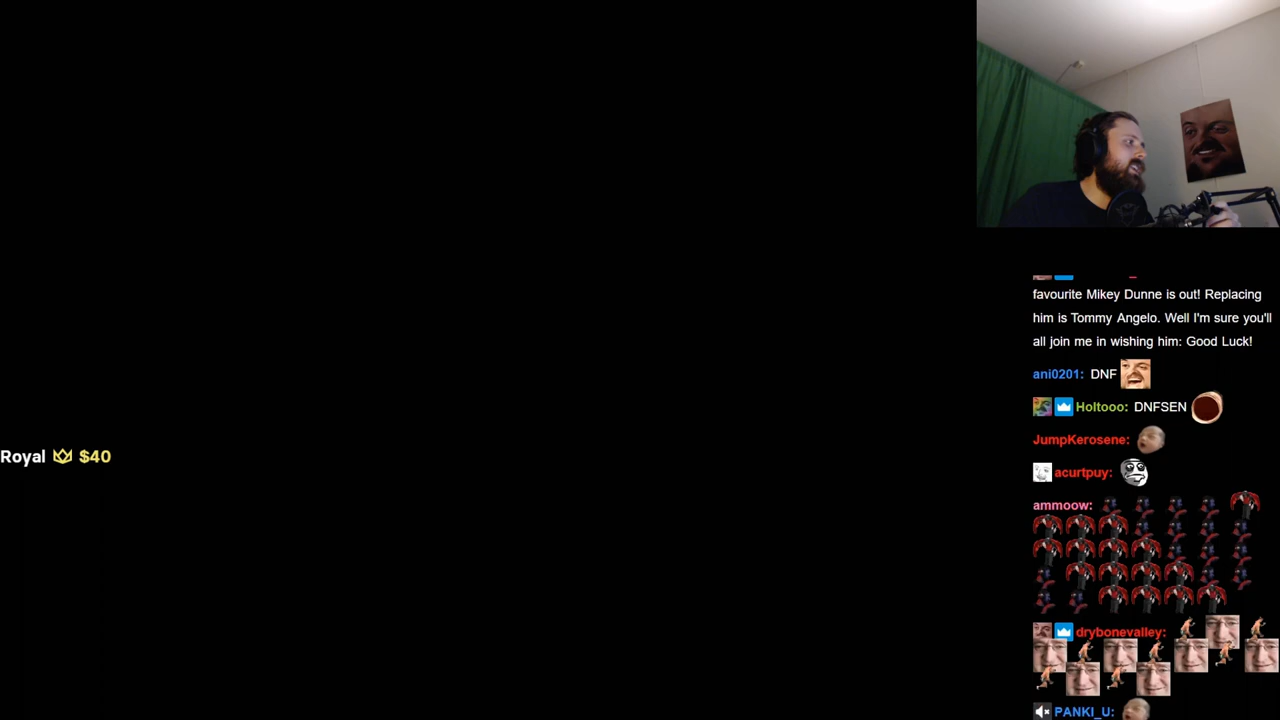 favourite Mikey Dunne is out! Replacing
him is Tommy Angelo. Well I'm sure you'll
all join me in wishing him: Good Luck!
ani0201: DNF
Holtooo: DNFSEN
JumpKerosene:
Royal $40
acurtpuy:
ammoow:
drybonevalley:
PANKI_U: